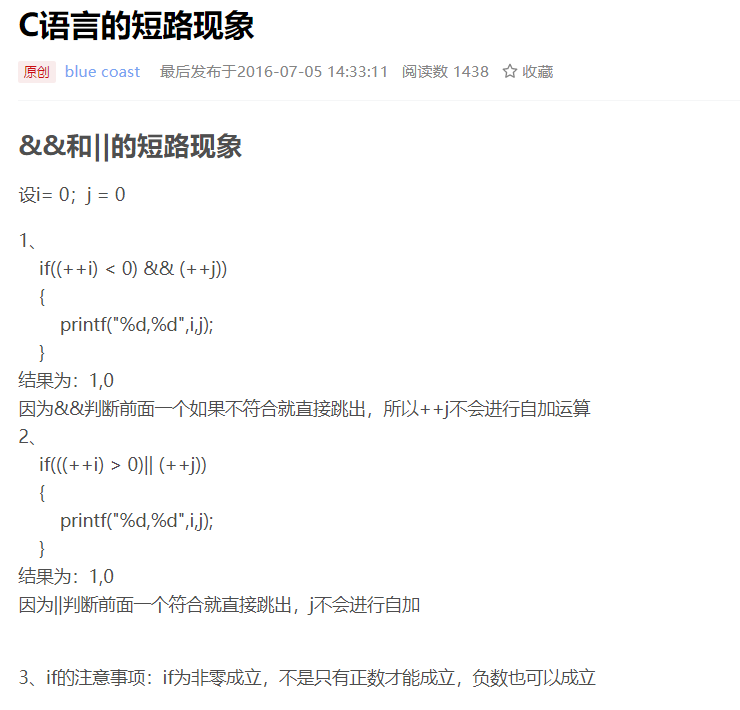 C语言的短路现象
原创 blue coast 最后发布于2016-07-05 14:33:11 阅读数 1438 收藏
&&和||的短路现象
设i= 0；j = 0
1、
if((++i) < 0) && (++j))
{
printf("%d,%d",i,j);
}
结果为：1,0
因为&&判断前面一个如果不符合就直接跳出，所以++j不会进行自加运算
2、
if(((++i) > 0)|| (++j))
{
printf("%d,%d",i,j);
}
结果为：1,0
因为||判断前面一个符合就直接跳出，j不会进行自加
3、if的注意事项：if为非零成立，不是只有正数才能成立，负数也可以成立